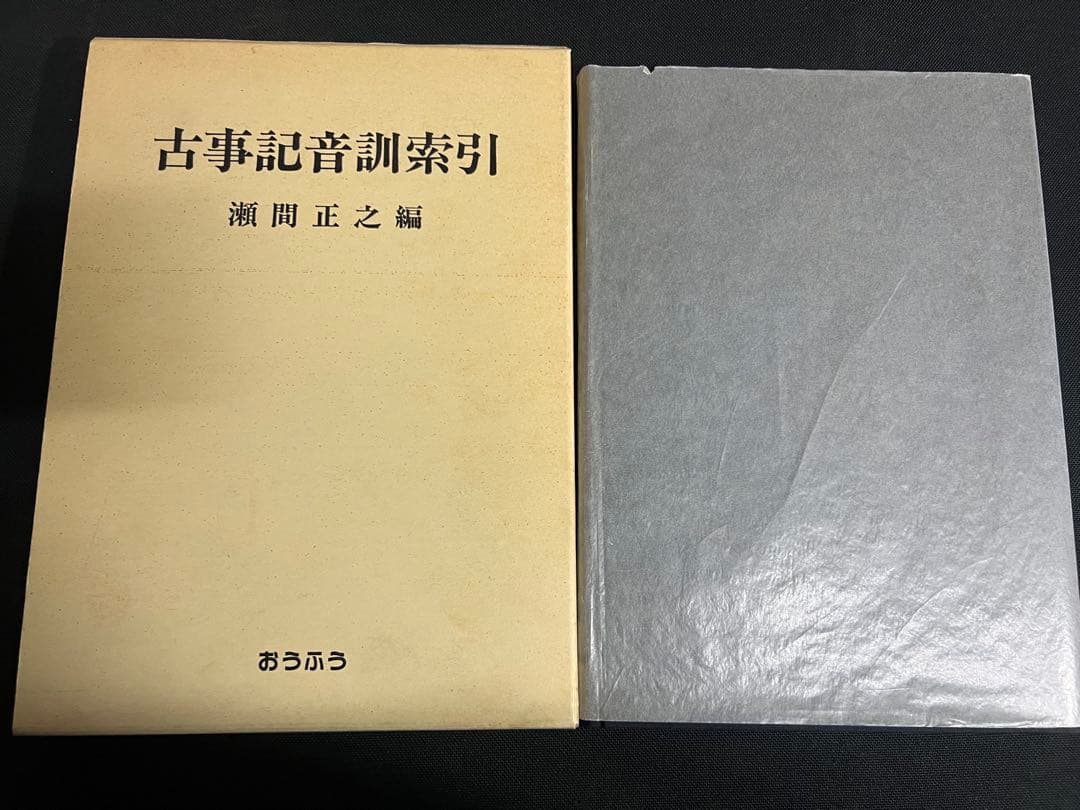 古事記音訓索引
瀬間正之編
おうふう